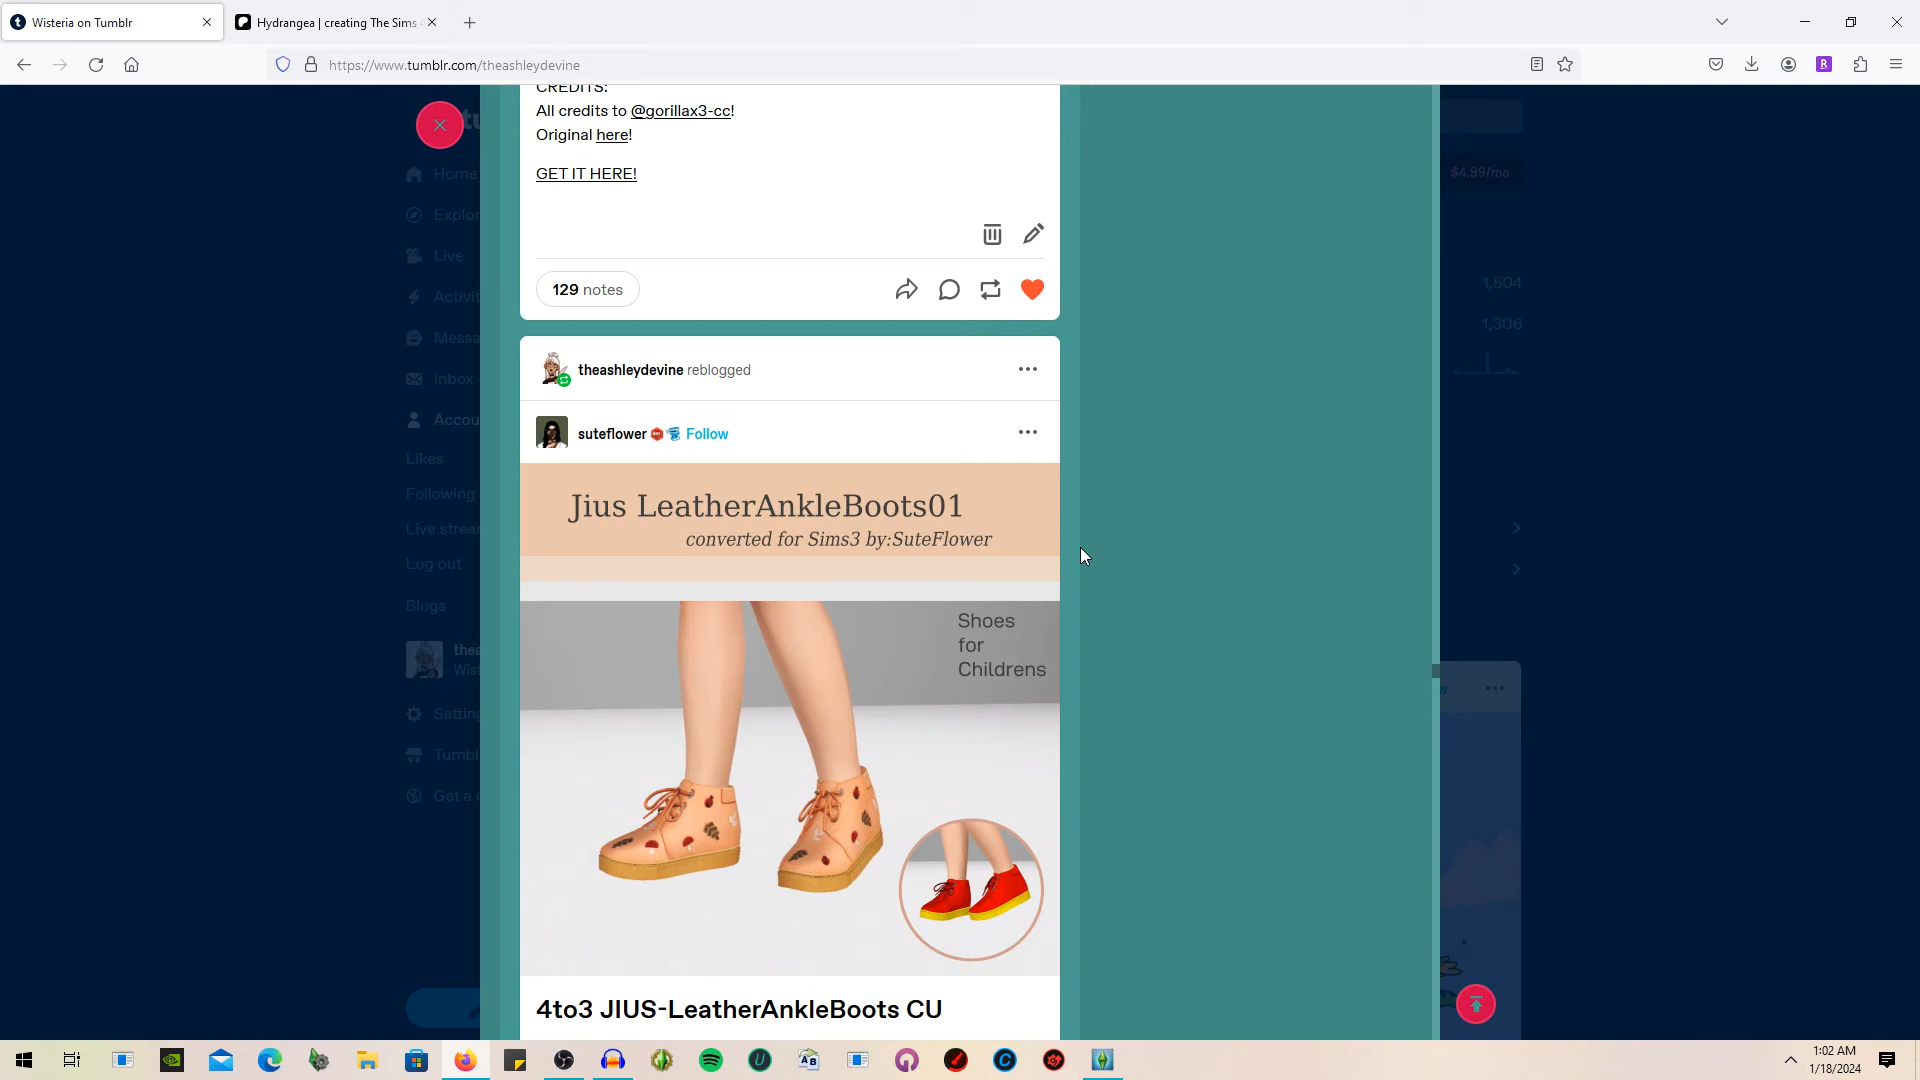 Wisteria on Tumblr
Hydrangea | creating The Sims
https://www.tumblr.com/theashleydevine
CREDITS:
All credits to @gorillax3-cc!
Original here!
GET IT HERE!
129 notes
theashleydevine reblogged
suteflower Follow
Jius LeatherAnkleBoots01
converted for Sims3 by:SuteFlower
Shoes
for
Childrens
4to3 JIUS-LeatherAnkleBoots CU
Home
Live
Inbox
Likes
Following
Log out
Blogs
$4.99/mo
1,504
1,306
1:02 AM
1/18/2024